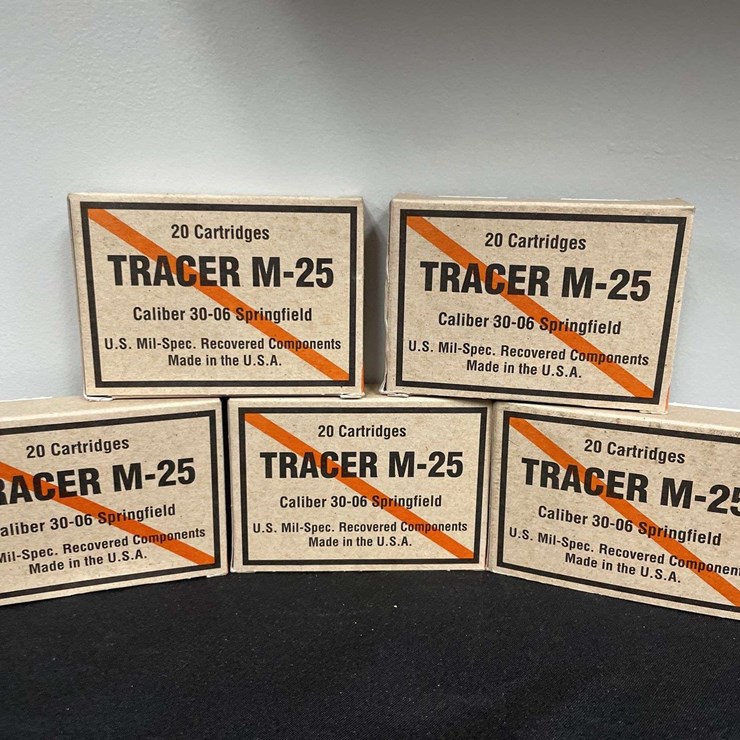 20 Cartridges
TRACER M-25
Caliber 30-06 Springfield
U.S. Mil-Spec. Recovered Components
Made in the U.S.A.
20 Cartridges
TRACER M-25
Caliber 30-06 Springfield
U.S. Mil-Spec. Recovered Components
Made in the U.S.A.
20 Cartridges
RACER M-25
aliber 30-06 Springfield
Mil-Spec. Recovered Components
Made in the U.S.A.
20 Cartridges
TRACER M-25
Caliber 30-06 Springfield
U.S. Mil-Spec. Recovered Components
Made in the U.S.A.
20 Cartridges
TRACER M-25
Caliber 30-06 Springfield
U.S. Mil-Spec. Recovered Componen
Made in the U.S.A.